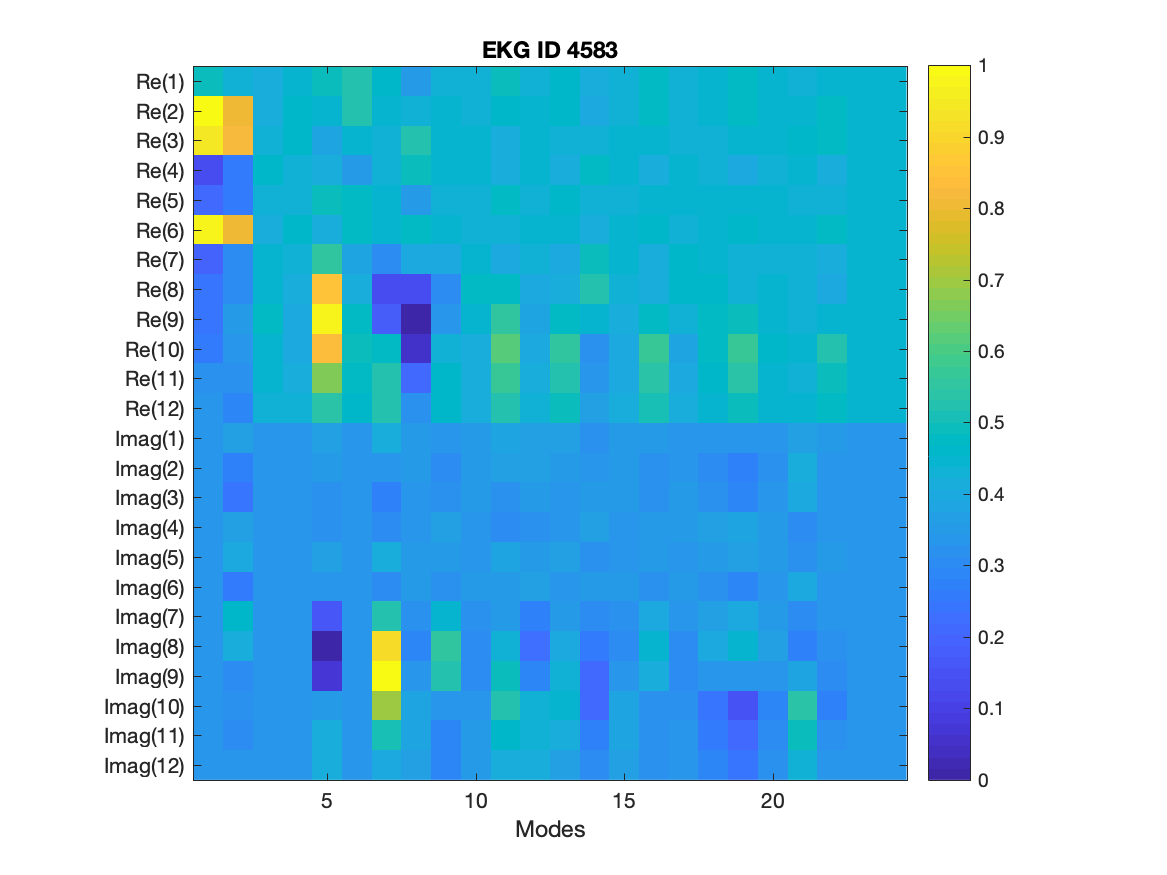 EKG ID 4583
Re(1)
Re(2)
Re(3)
Re(4)
Re(5)
Re(6)
Re(7)
Re(8)
Re(9)
Re(10)
Re(11)
Re(12)
Imag(1)
Imag(2)
Imag(3)
Imag(4)
Imag(5)
Imag(6)
Imag(7)
Imag(8)
Imag(9)
Imag(10)
Imag(11)
Imag(12)
5 10 15 20
Modes
1
0.9
0.8
0.7
0.6
0.5
0.4
0.3
0.2
0.1
0